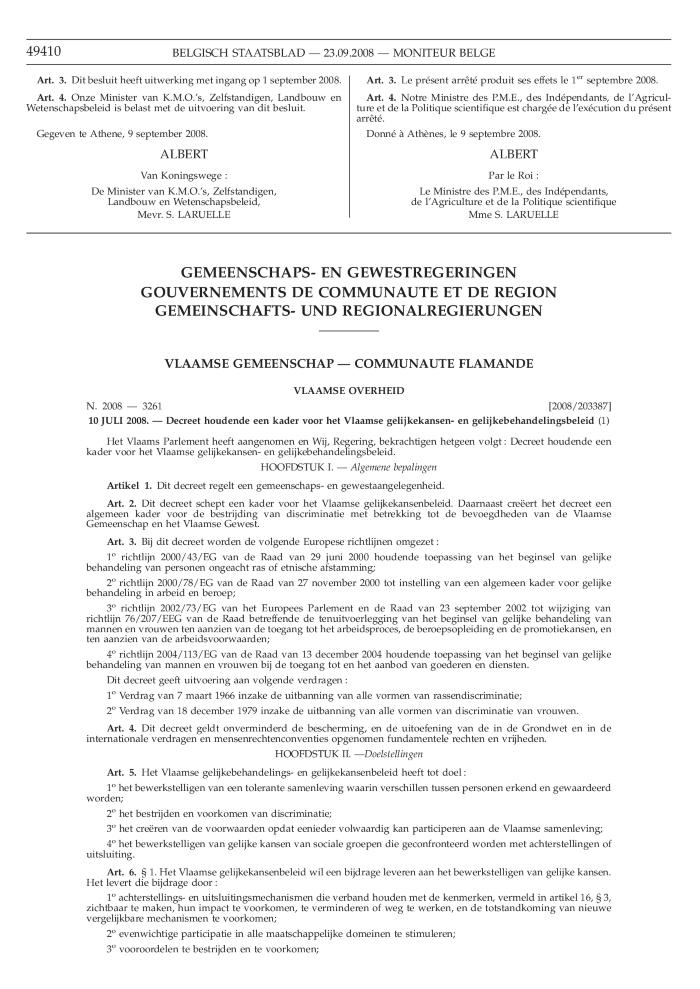 49410
BELGISCH STAATSBLAD — 23.09.2008 — MONITEUR BELGE
Art. 3. Dit besluit heeft uitwerking met ingang op 1 september 2008.
Art. 4. Onze Minister van K.M.O.'s, Zelfstandigen, Landbouw en
Wetenschapsbeleid is belast met de uitvoering van dit besluit.
Gegeven te Athene, 9 september 2008.
ALBERT
Van Koningswege :
De Minister van K.M.O.'s, Zelfstandigen,
Landbouw en Wetenschapsbeleid,
Mevr. S. LARUELLE
Art. 3. Le présent arrêté produit ses effets le 1er septembre 2008.
Art. 4. Notre Ministre des P.M.E., des Indépendants, de l'Agricul-
ture et de la Politique scientifique est chargée de l'exécution du présent
arrêté.
Donné à Athènes, le 9 septembre 2008.
ALBERT
Par le Roi :
Le Ministre des P.M.E., des Indépendants,
de l'Agriculture et de la Politique scientifique
Mme S. LARUELLE
GEMEENSCHAPS- EN GEWESTREGERINGEN
GOUVERNEMENTS DE COMMUNAUTE ET DE REGION
GEMEINSCHAFTS- UND REGIONALREGIERUNGEN
VLAAMSE GEMEENSCHAP — COMMUNAUTE FLAMANDE
VLAAMSE OVERHEID
N. 2008 — 3261 [2008/203387]
10 JULI 2008. — Decreet houdende een kader voor het Vlaamse gelijkekansen- en gelijkebehandelingsbeleid (1)
Het Vlaams Parlement heeft aangenomen en Wij, Regering, bekrachtigen hetgeen volgt : Decreet houdende een
kader voor het Vlaamse gelijkekansen- en gelijkebehandelingsbeleid.
HOOFDSTUK I. — Algemene bepalingen
Artikel 1. Dit decreet regelt een gemeenschaps- en gewestaangelegenheid.
Art. 2. Dit decreet schept een kader voor het Vlaamse gelijkekansenbeleid. Daarnaast creëert het decreet een
algemeen kader voor de bestrijding van discriminatie met betrekking tot de bevoegdheden van de Vlaamse
Gemeenschap en het Vlaamse Gewest.
Art. 3. Bij dit decreet worden de volgende Europese richtlijnen omgezet :
1° richtlijn 2000/43/EG van de Raad van 29 juni 2000 houdende toepassing van het beginsel van gelijke
behandeling van personen ongeacht ras of etnische afstamming;
2° richtlijn 2000/78/EG van de Raad van 27 november 2000 tot instelling van een algemeen kader voor gelijke
behandeling in arbeid en beroep;
3° richtlijn 2002/73/EG van het Europees Parlement en de Raad van 23 september 2002 tot wijziging van
richtlijn 76/207/EEG van de Raad betreffende de tenuitvoerlegging van het beginsel van gelijke behandeling van
mannen en vrouwen ten aanzien van de toegang tot het arbeidsproces, de beroepsopleiding en de promotiekansen, en
ten aanzien van de arbeidsvoorwaarden;
4° richtlijn 2004/113/EG van de Raad van 13 december 2004 houdende toepassing van het beginsel van gelijke
behandeling van mannen en vrouwen bij de toegang tot en het aanbod van goederen en diensten.
Dit decreet geeft uitvoering aan volgende verdragen :
1° Verdrag van 7 maart 1966 inzake de uitbanning van alle vormen van rassendiscriminatie;
2° Verdrag van 18 december 1979 inzake de uitbanning van alle vormen van discriminatie van vrouwen.
Art. 4. Dit decreet geldt onverminderd de bescherming, en de uitoefening van de in de Grondwet en in de
internationale verdragen en mensenrechtenconventies opgenomen fundamentele rechten en vrijheden.
HOOFDSTUK II. —Doelstellingen
Art. 5. Het Vlaamse gelijkebehandelings- en gelijkekansenbeleid heeft tot doel :
1° het bewerkstelligen van een tolerante samenleving waarin verschillen tussen personen erkend en gewaardeerd
worden;
2° het bestrijden en voorkomen van discriminatie;
3° het creëren van de voorwaarden opdat eenieder volwaardig kan participeren aan de Vlaamse samenleving;
4° het bewerkstelligen van gelijke kansen van sociale groepen die geconfronteerd worden met achterstellingen of
uitsluiting.
Art. 6. § 1. Het Vlaamse gelijkekansenbeleid wil een bijdrage leveren aan het bewerkstelligen van gelijke kansen.
Het levert die bijdrage door :
1° achterstellings- en uitsluitingsmechanismen die verband houden met de kenmerken, vermeld in artikel 16, § 3,
zichtbaar te maken, hun impact te voorkomen, te verminderen of weg te werken, en de totstandkoming van nieuwe
vergelijkbare mechanismen te voorkomen;
2° evenwichtige participatie in alle maatschappelijke domeinen te stimuleren;
3° vooroordelen te bestrijden en te voorkomen;